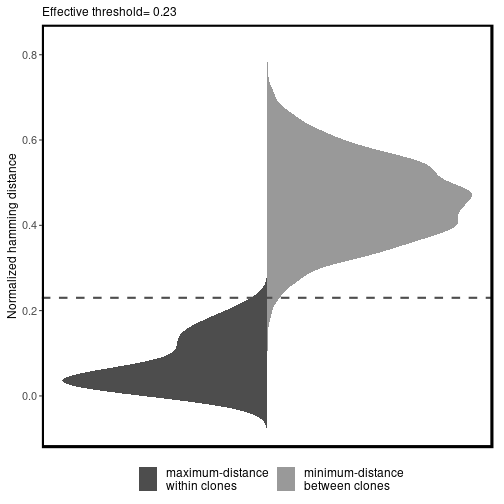 Effective threshold= 0.23
0.8
0.6
0.4
0.2
0.0
Normalized hamming distance
maximum-distance
within clones
minimum-distance
between clones